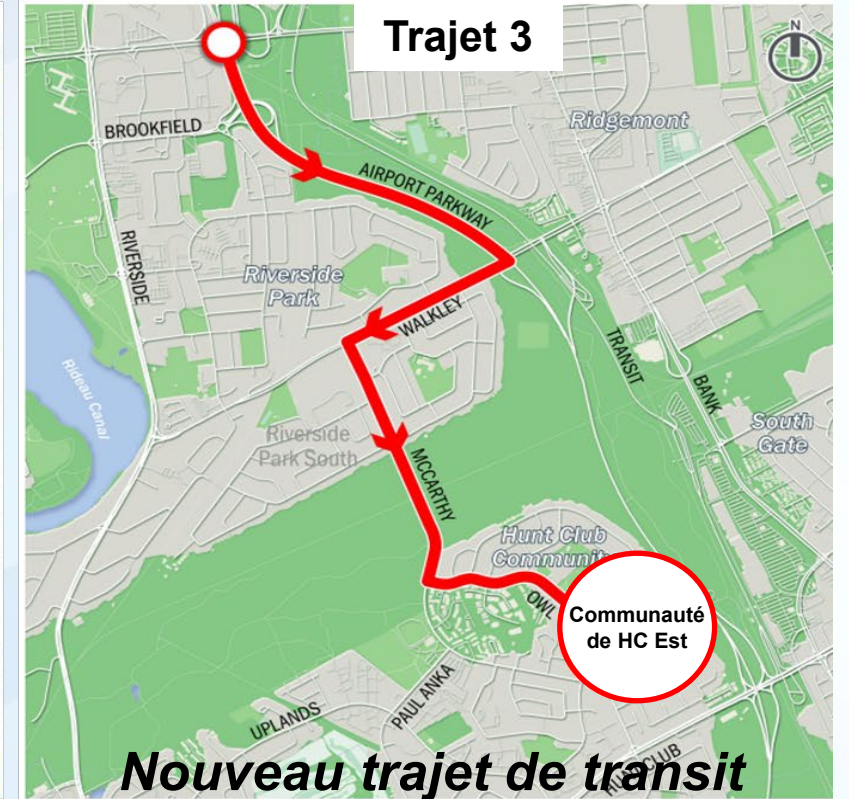 Trajet 3
N
BROOKFIELD
Ridgemont
AIRPORT PARKWAY
RIVERSIDE
Riverside
Park
WALKLEY
TRANSIT
Rideau Canal
BANK
South
Gate
Riverside
Park South
MCCARTHY
Hunt Club
OWL
Communauté
de HC Est
PAUL ANKA
UPLANDS
CLUB
Nouveau trajet de transit